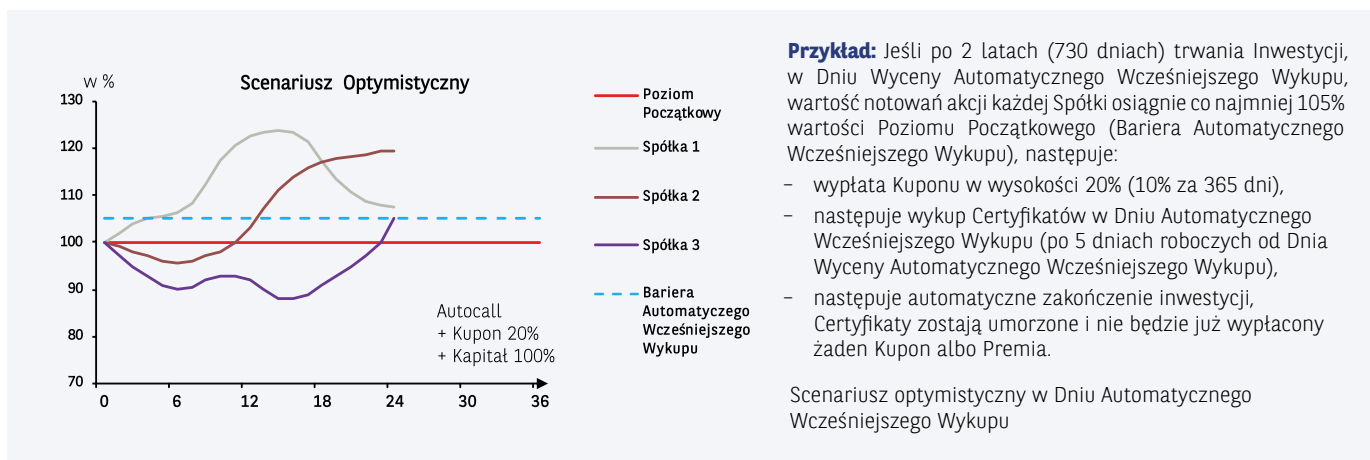 w %
Scenariusz Optymistyczny
130
120
110
100
90
80
70
0 6 12 18 24 30 36
Autocall
+ Kupon 20%
+ Kapitał 100%
Poziom
Początkowy
Spółka 1
Spółka 2
Spółka 3
Bariera
Automatyczego
Wcześniejszego
Wykupu
Przykład: Jeśli po 2 latach (730 dniach) trwania Inwestycji,
w Dniu Wyceny Automatycznego Wcześniejszego Wykupu,
wartość notowań akcji każdej Spółki osiągnie co najmniej 105%
wartości Poziomu Początkowego (Bariera Automatycznego
Wcześniejszego Wykupu), następuje:
– wypłata Kuponu w wysokości 20% (10% za 365 dni),
– następuje wykup Certyfikatów w Dniu Automatycznego
Wcześniejszego Wykupu (po 5 dniach roboczych od Dnia
Wyceny Automatycznego Wcześniejszego Wykupu),
– następuje automatyczne zakończenie inwestycji,
Certyfikaty zostają umorzone i nie będzie już wypłacony
żaden Kupon albo Premia.
Scenariusz optymistyczny w Dniu Automatycznego
Wcześniejszego Wykupu